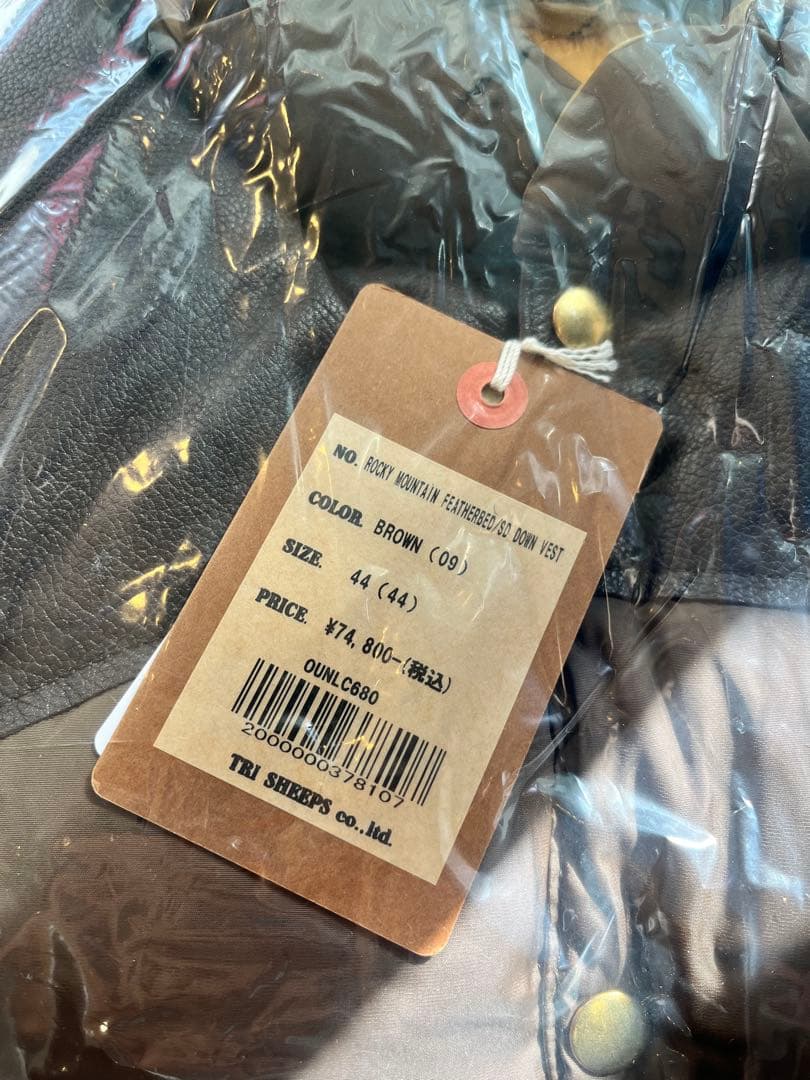 NO. ROCKY MOUNTAIN FEATHERBED/SD DOWN VEST
COLOR. BROWN (09)
SIZE. 44 (44)
PRICE. ¥74,800-(税込)
OUNLC680
2000000378107
TRI SHEEPS co.,ltd.